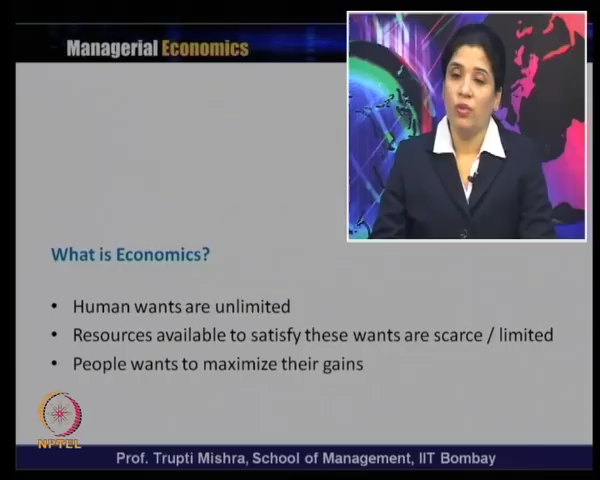 Managerial Economics
What is Economics?
• Human wants are unlimited
• Resources available to satisfy these wants are scarce / limited
• People wants to maximize their gains
NPTEL
Prof. Trupti Mishra, School of Management, IIT Bombay